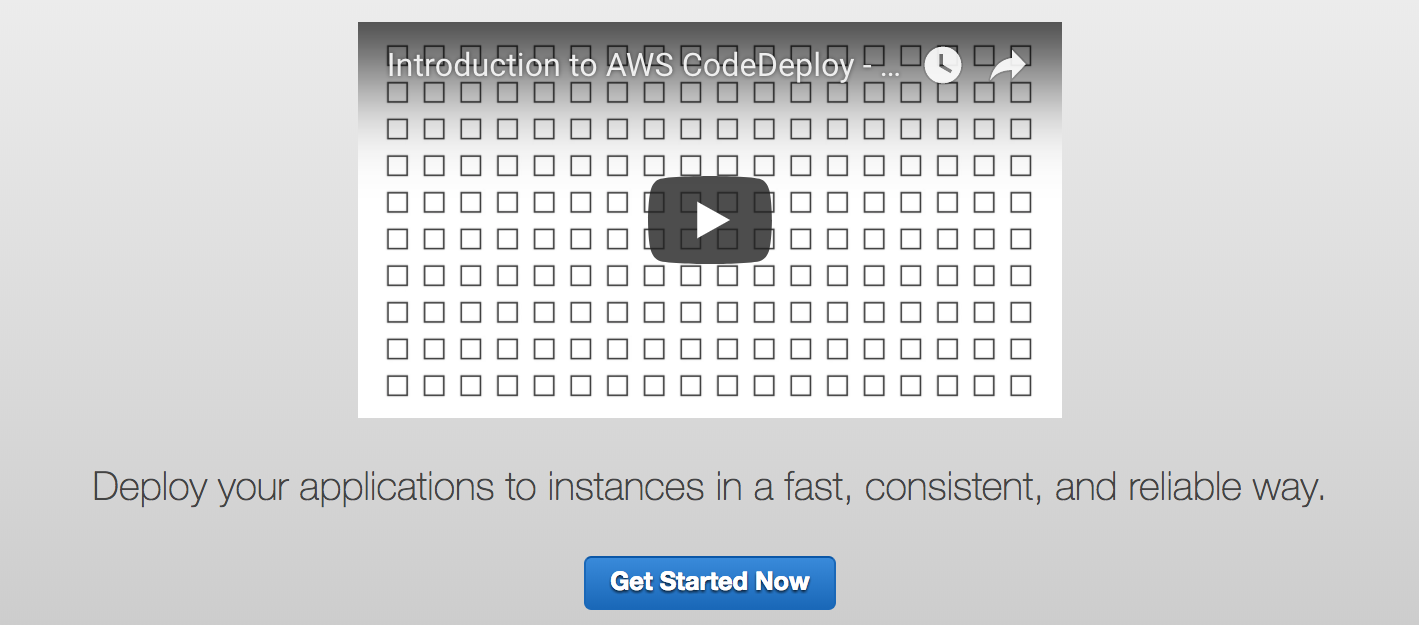 Introduction to AWS CodeDeploy - ...
Deploy your applications to instances in a fast, consistent, and reliable way.
Get Started Now